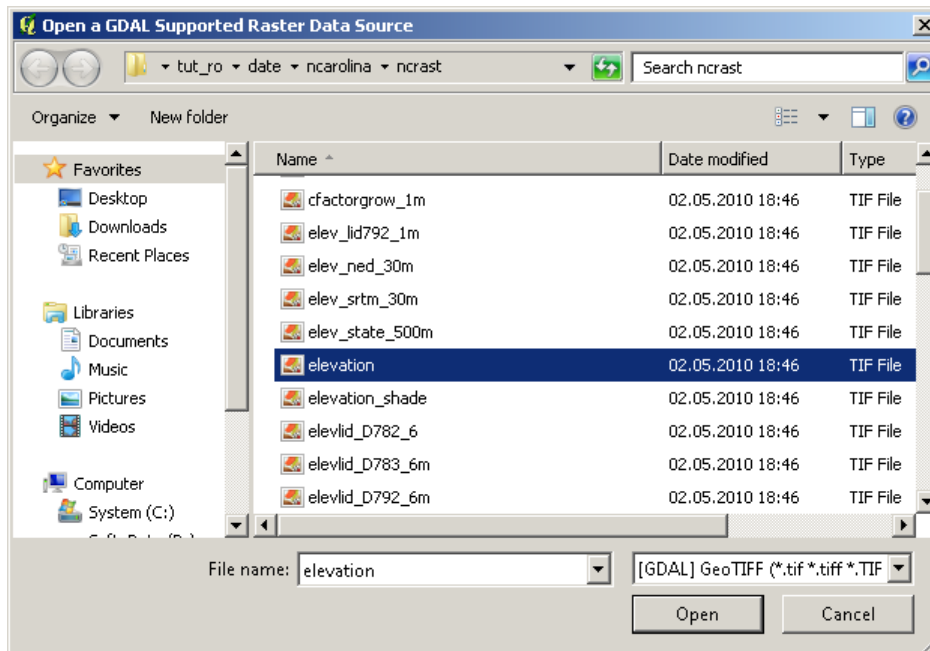 Open a GDAL Supported Raster Data Source
tut_ro date ncarolina ncrast Search ncrast
Organize New folder
Name Date modified Type
Favorites
Desktop
Downloads
Recent Places
Libraries
Documents
Music
Pictures
Videos
Computer
System (C:)
cfactorgrow_1m 02.05.2010 18:46 TIF File
elev_lid792_1m 02.05.2010 18:46 TIF File
elev_ned_30m 02.05.2010 18:46 TIF File
elev_srtm_30m 02.05.2010 18:46 TIF File
elev_state_500m 02.05.2010 18:46 TIF File
elevation 02.05.2010 18:46 TIF File
elevation_shade 02.05.2010 18:46 TIF File
elevlid_D782_6 02.05.2010 18:46 TIF File
elevlid_D783_6m 02.05.2010 18:46 TIF File
elevlid_D792_6m 02.05.2010 18:46 TIF File
File name: elevation [GDAL] GeoTIFF (*.tif *.tiff *.TIF
Open Cancel